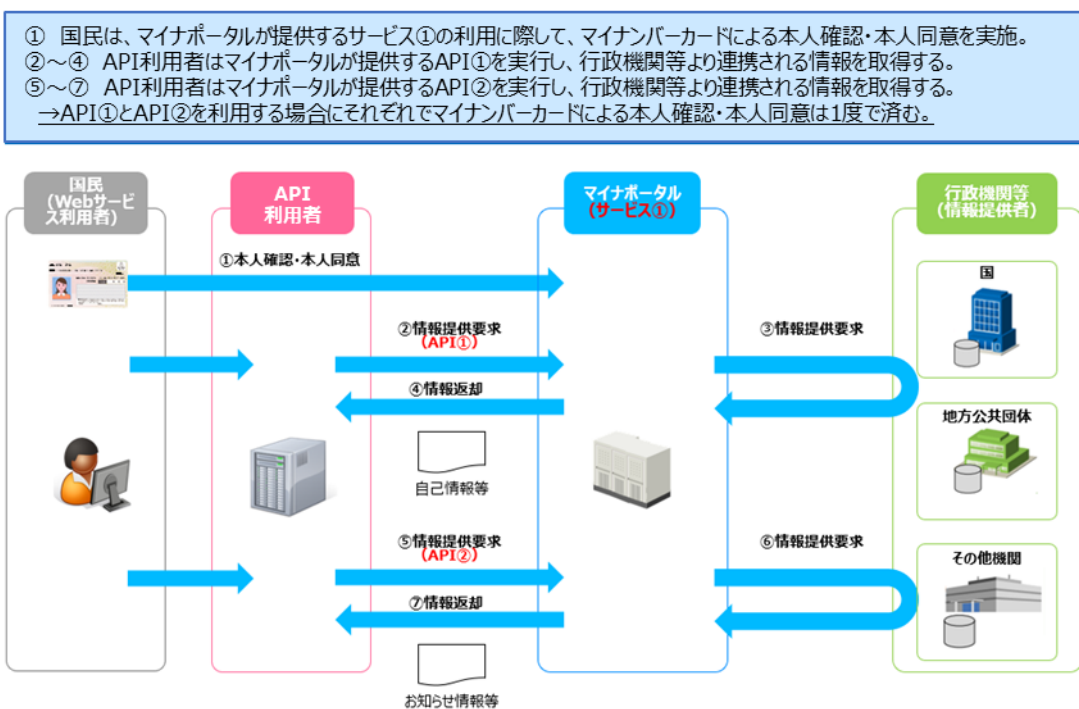 ① 国民は、マイナポータルが提供するサービス①の利用に際して、マイナンバーカードによる本人確認・本人同意を実施。
②～④ API利用者はマイナポータルが提供するAPI①を実行し、行政機関等より連携される情報を取得する。
⑤～⑦ API利用者はマイナポータルが提供するAPI②を実行し、行政機関等より連携される情報を取得する。
→API①とAPI②を利用する場合にそれぞれでマイナンバーカードによる本人確認・本人同意は1度で済む。
国民
(Webサービ
ス利用者)
API
利用者
マイナポータル
(サービス①)
行政機関等
(情報提供者)
①本人確認・本人同意
国
②情報提供要求
(API①)
③情報提供要求
④情報返却
地方公共団体
自己情報等
⑤情報提供要求
(API②)
⑥情報提供要求
その他機関
⑦情報返却
お知らせ情報等